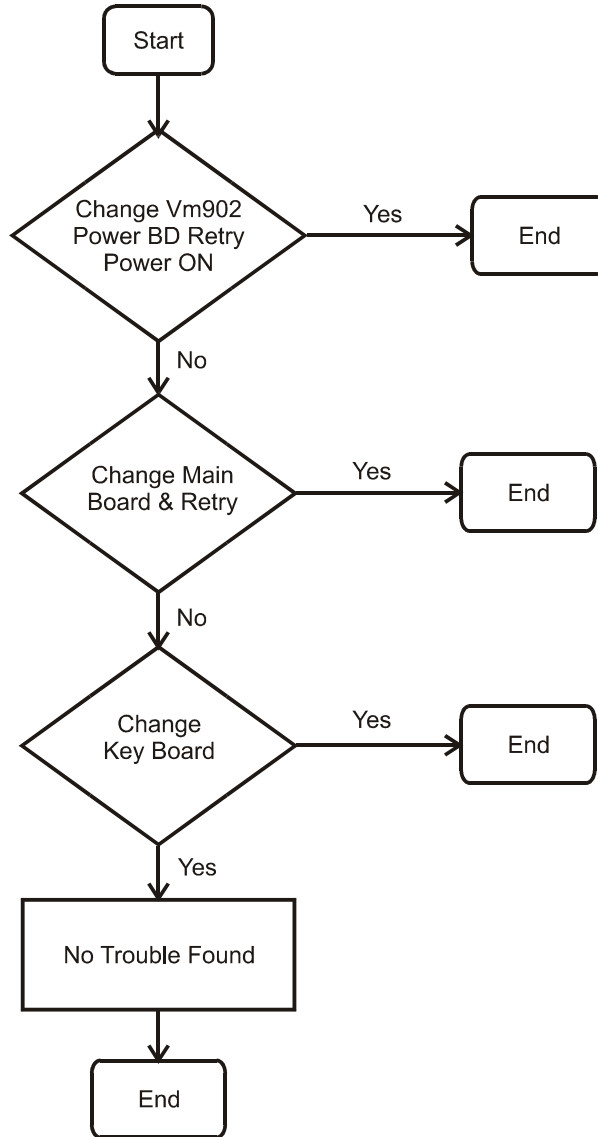 Start
Change Vm902
Power BD Retry
Power ON
Yes
End
No
Change Main
Board & Retry
Yes
End
No
Change
Key Board
Yes
End
Yes
No Trouble Found
End